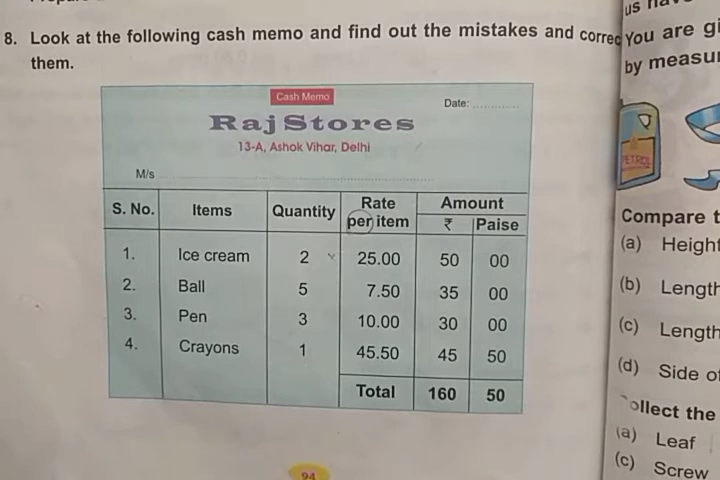 8. Look at the following cash memo and find out the mistakes and correc
them.
Cash Memo
Date: ..............
Raj Stores
13-A, Ashok Vihar, Delhi
M/s ..............
S. No. Items Quantity Rate per item Amount
₹ Paise
1. Ice cream 2 25.00 50 00
2. Ball 5 7.50 35 00
3. Pen 3 10.00 30 00
4. Crayons 1 45.50 45 50
Total 160 50
94
us
You are gi
by measu
PETROL
Compare t
(a) Height
(b) Length
(c) Length
(d) Side of
ollect the
(a) Leaf
(c) Screw